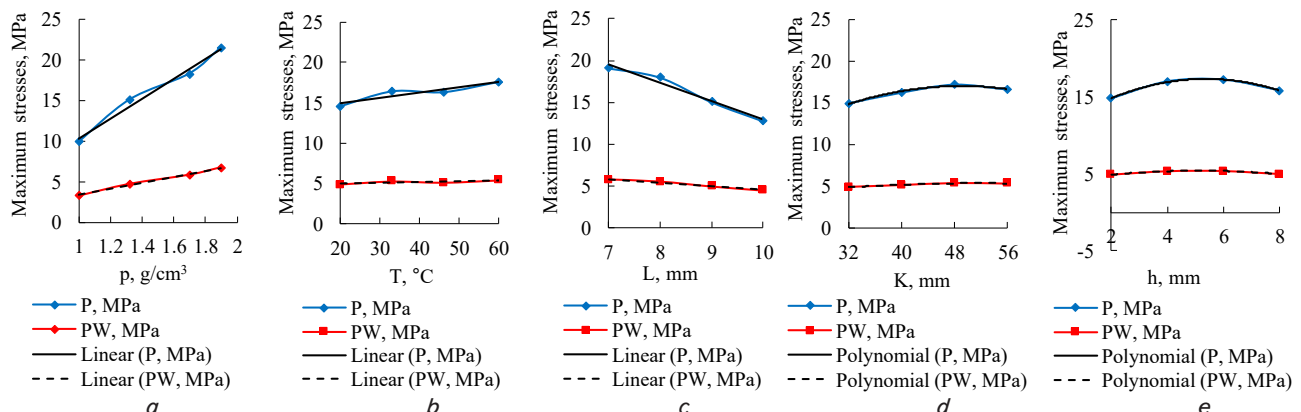 Maximum stresses, MPa
25
20
15
10
5
0
1 1.2 1.4 1.6 1.8 2
p, g/cm³
P, MPa
PW, MPa
Linear (P, MPa)
Linear (PW, MPa)
a
Maximum stresses, MPa
25
20
15
10
5
0
20 30 40 50 60
T, °C
P, MPa
PW, MPa
Linear (P, MPa)
Linear (PW, MPa)
b
Maximum stresses, MPa
25
20
15
10
5
0
7 8 9 10
L, mm
P, MPa
PW, MPa
Linear (P, MPa)
Linear (PW, MPa)
c
Maximum stresses, MPa
25
20
15
10
5
0
32 40 48 56
K, mm
P, MPa
PW, MPa
Polynomial (P, MPa)
Polynomial (PW, MPa)
d
Maximum stresses, MPa
25
20
15
10
5
-5
2 4 6 8
h, mm
P, MPa
PW, MPa
Polynomial (P, MPa)
Polynomial (PW, MPa)
e